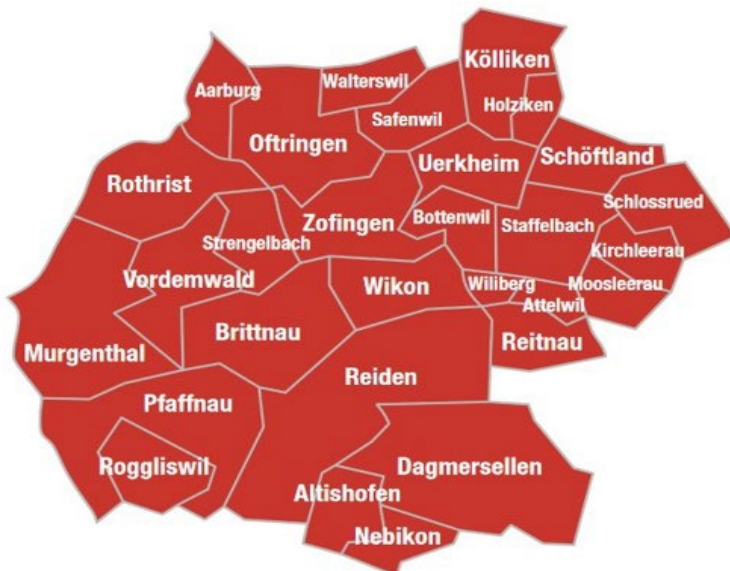 Kölliken
Walterswil
Aarburg
Holziken
Safenwil
Oftringen
Uerkheim
Schöftland
Rothrist
Schlossrued
Zofingen
Bottenwil
Staffelbach
Strengelbach
Kirchleerau
Vordemwald
Wikon
Wiliberg
Moosleerau
Attelwil
Brittnau
Reitnau
Murgenthal
Reiden
Pfaffnau
Roggliswil
Dagmersellen
Altishofen
Nebikon